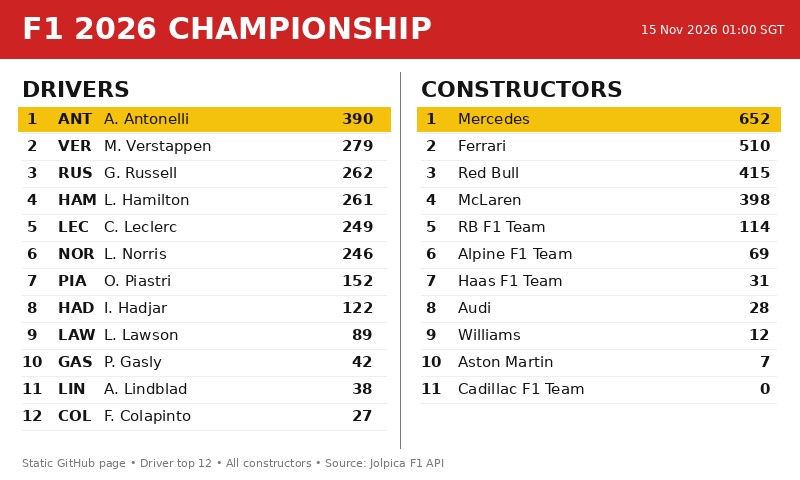 F1 2026 CHAMPIONSHIP
15 Nov 2026 01:00 SGT
DRIVERS
1 ANT A. Antonelli 390
2 VER M. Verstappen 279
3 RUS G. Russell 262
4 HAM L. Hamilton 261
5 LEC C. Leclerc 249
6 NOR L. Norris 246
7 PIA O. Piastri 152
8 HAD I. Hadjar 122
9 LAW L. Lawson 89
10 GAS P. Gasly 42
11 LIN A. Lindblad 38
12 COL F. Colapinto 27
CONSTRUCTORS
1 Mercedes 652
2 Ferrari 510
3 Red Bull 415
4 McLaren 398
5 RB F1 Team 114
6 Alpine F1 Team 69
7 Haas F1 Team 31
8 Audi 28
9 Williams 12
10 Aston Martin 7
11 Cadillac F1 Team 0
Static GitHub page • Driver top 12 • All constructors • Source: Jolpica F1 API